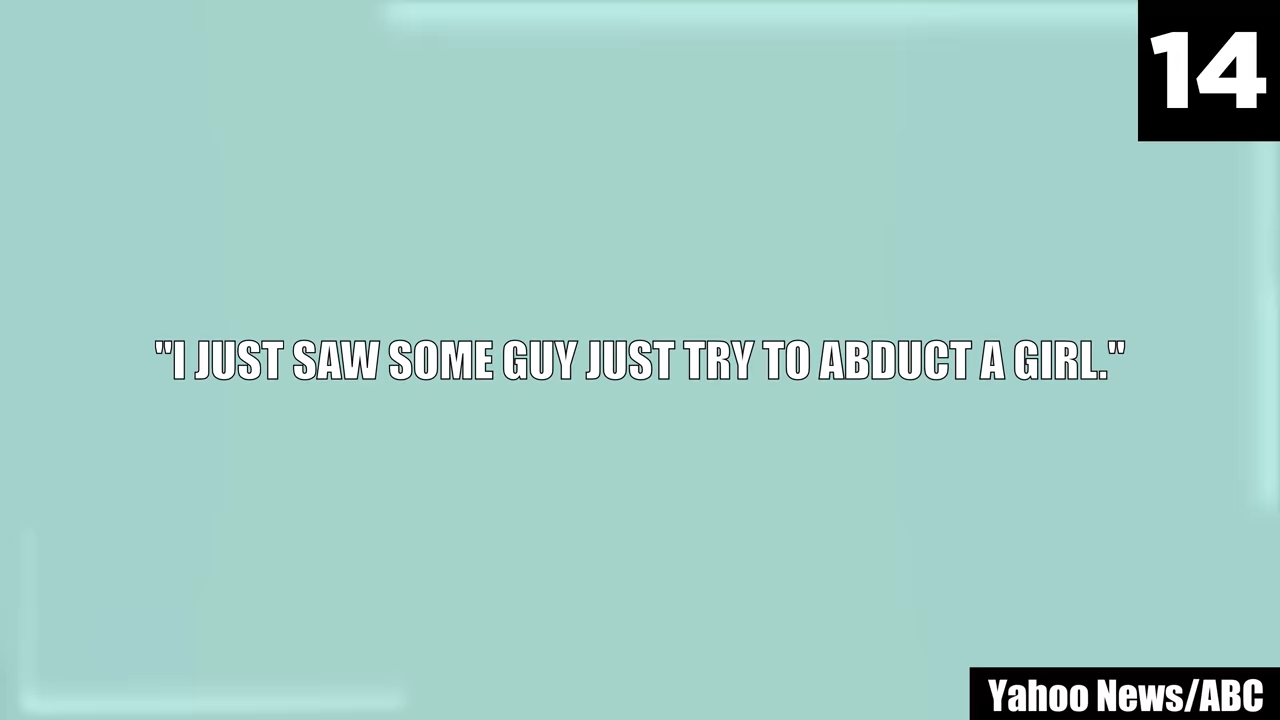 14
"I JUST SAW SOME GUY JUST TRY TO ABDUCT A GIRL."
Yahoo News/ABC